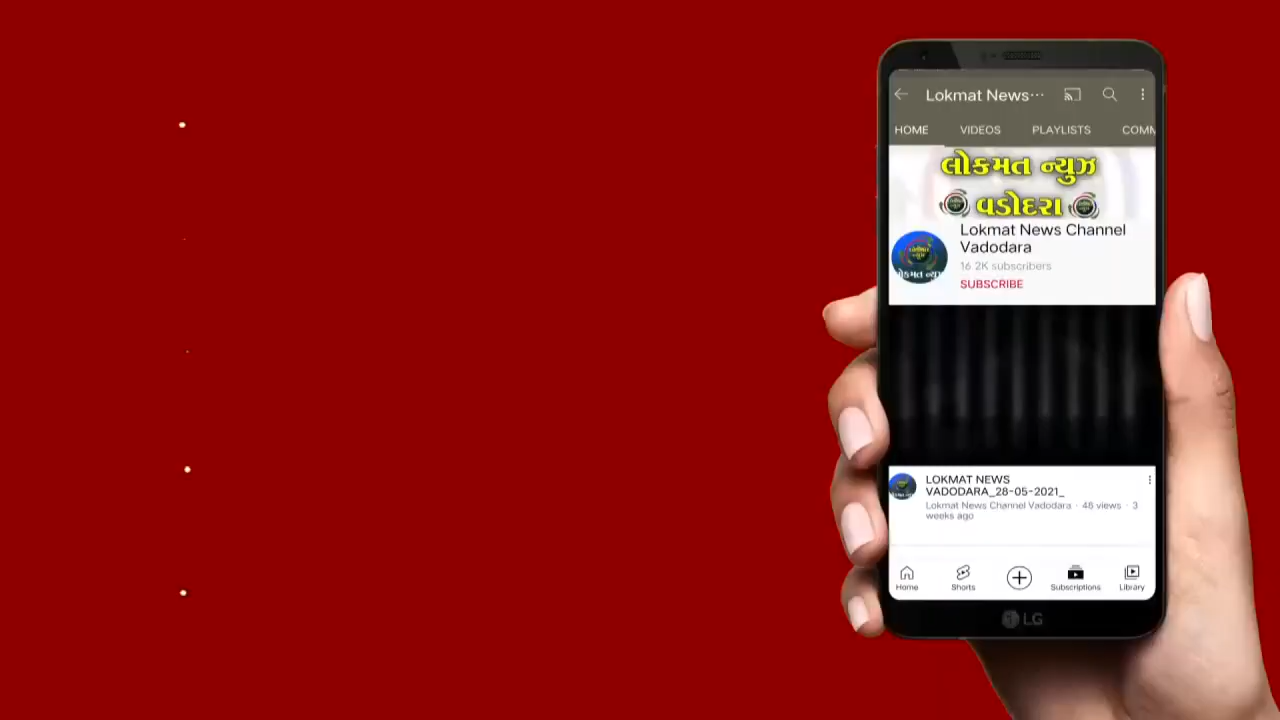 Lokmat News...
HOME VIDEOS PLAYLISTS COMM
લોકમત ન્યુઝ
વડોદરા
Lokmat News Channel
Vadodara
16.2K subscribers
SUBSCRIBE
LOKMAT NEWS
VADODARA_28-05-2021_
Lokmat News Channel Vadodara · 48 views · 3
weeks ago
Home Shorts Subscriptions Library
LG